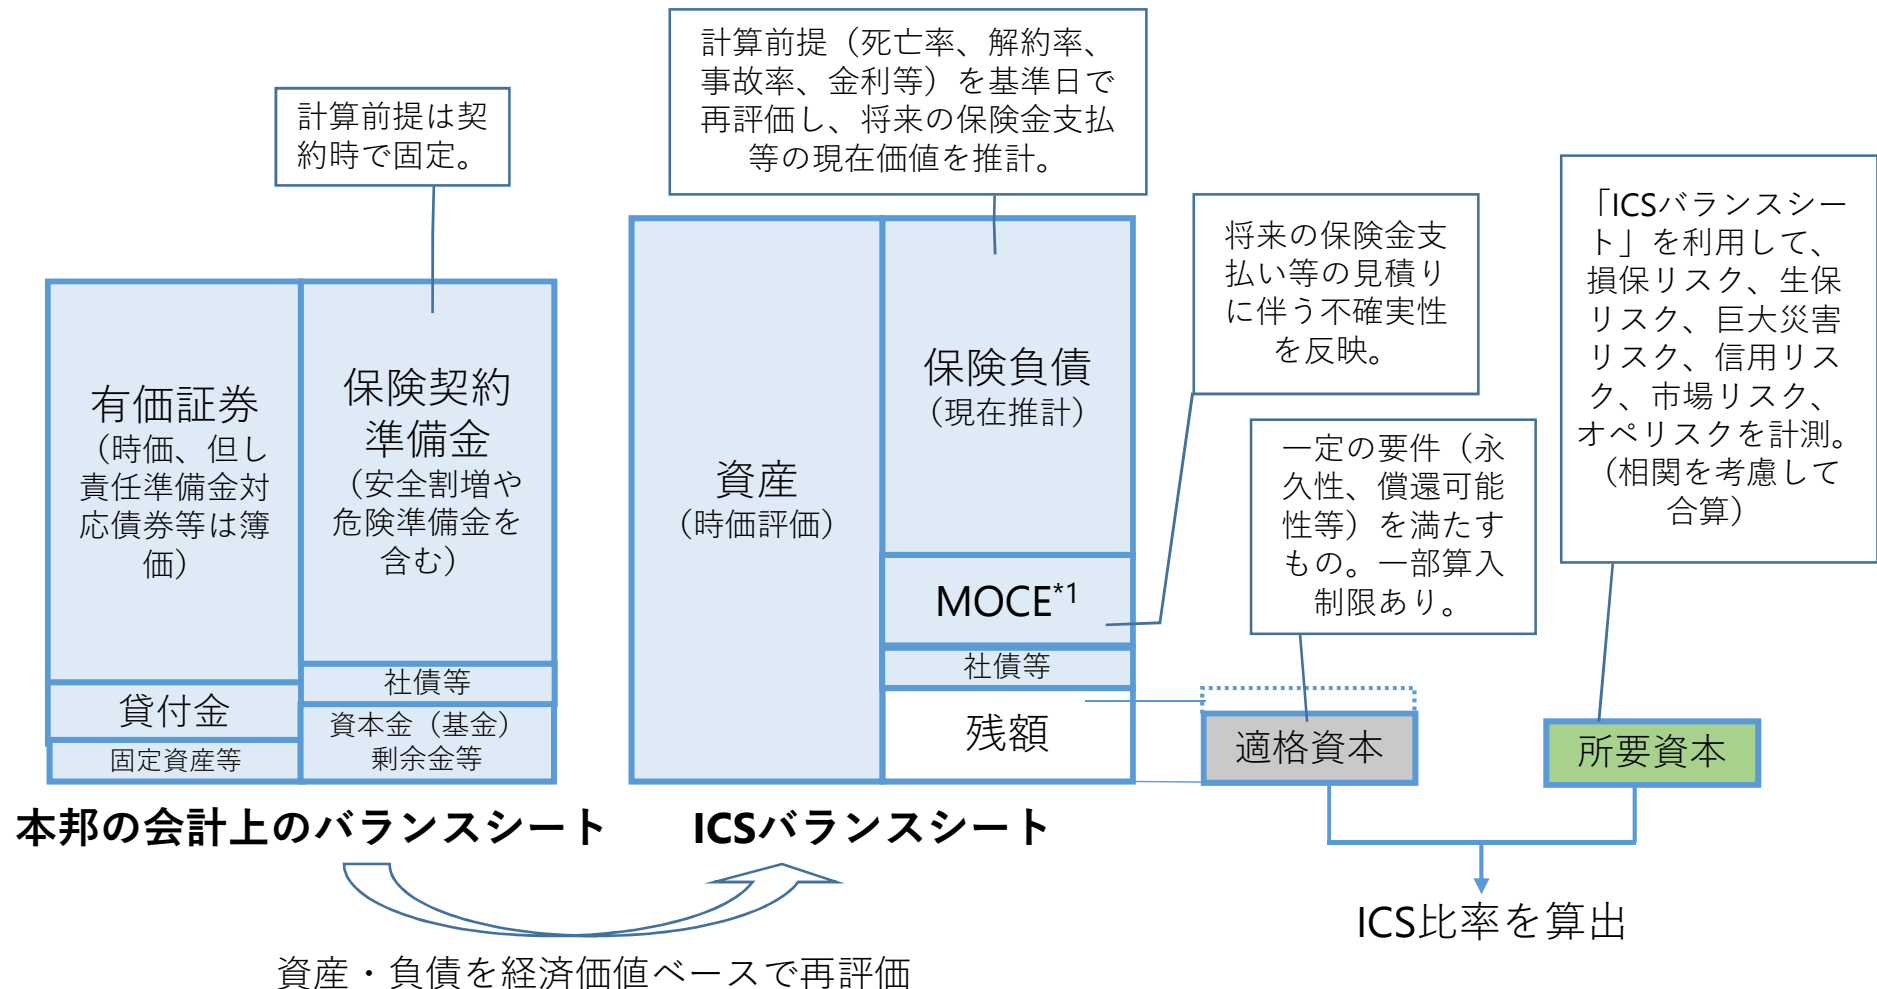 計算前提（死亡率、解約率、
事故率、金利等）を基準日で
再評価し、将来の保険金支払
等の現在価値を推計。
計算前提は契
約時で固定。
「ICSバランスシー
ト」を利用して、
損保リスク、生保
リスク、巨大災害
リスク、信用リス
ク、市場リスク、
オペリスクを計測。
（相関を考慮して
合算）
将来の保険金支
払い等の見積り
に伴う不確実性
を反映。
一定の要件（永
久性、償還可能
性等）を満たすも
の。一部算入
制限あり。
有価証券
（時価、但し
責任準備金対
応債券等は簿
価）
貸付金
固定資産等
保険契約
準備金
（安全割増や
危険準備金を
含む）
社債等
資本金（基金）
剰余金等
資産
（時価評価）
保険負債
（現在推計）
MOCE*1
社債等
残額
適格資本
所要資本
本邦の会計上のバランスシート
ICSバランスシート
ICS比率を算出
資産・負債を経済価値ベースで再評価